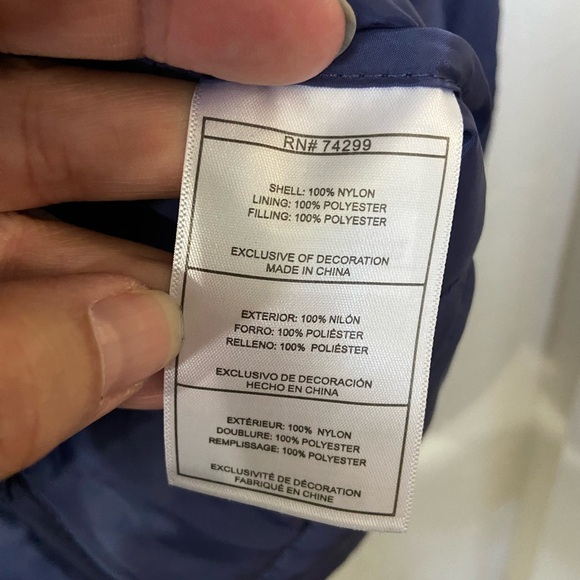 RN# 74299
SHELL: 100% NYLON
LINING: 100% POLYESTER
FILLING: 100% POLYESTER
EXCLUSIVE OF DECORATION
MADE IN CHINA
EXTERIOR: 100% NILÓN
FORRO: 100% POLIÉSTER
RELLENO: 100% POLIÉSTER
EXCLUSIVO DE DECORACIÓN
HECHO EN CHINA
EXTÉRIEUR: 100% NYLON
DOUBLURE: 100% POLYESTER
REMPLISSAGE: 100% POLYESTER
EXCLUSIVITÉ DE DÉCORATION
FABRIQUÉ EN CHINE